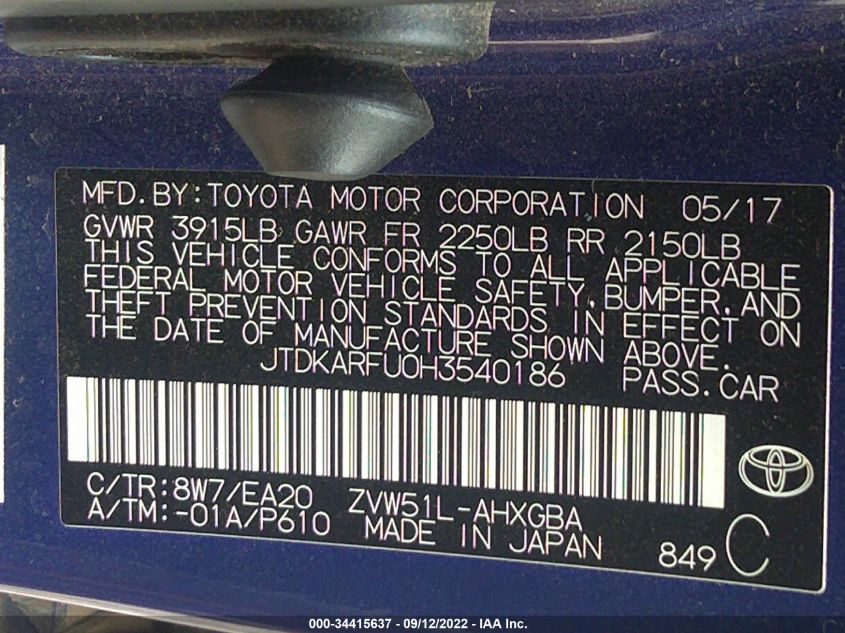 MFD.BY:TOYOTA MOTOR CORPORATION 05/17
GVWR 3915LB GAWR FR 2250LB RR 2150LB
THIS VEHICLE CONFORMS TO ALL APPLICABLE
FEDERAL MOTOR VEHICLE SAFETY,BUMPER,AND
THEFT PREVENTION STANDARDS IN EFFECT ON
THE DATE OF MANUFACTURE SHOWN ABOVE.
JTDKARFU0H3540186 PASS.CAR
C/TR:8W7/EA20 ZVW51L-AHXGBA
A/TM:-01A/P610 MADE IN JAPAN 849 C
000-34415637 - 09/12/2022 - IAA Inc.